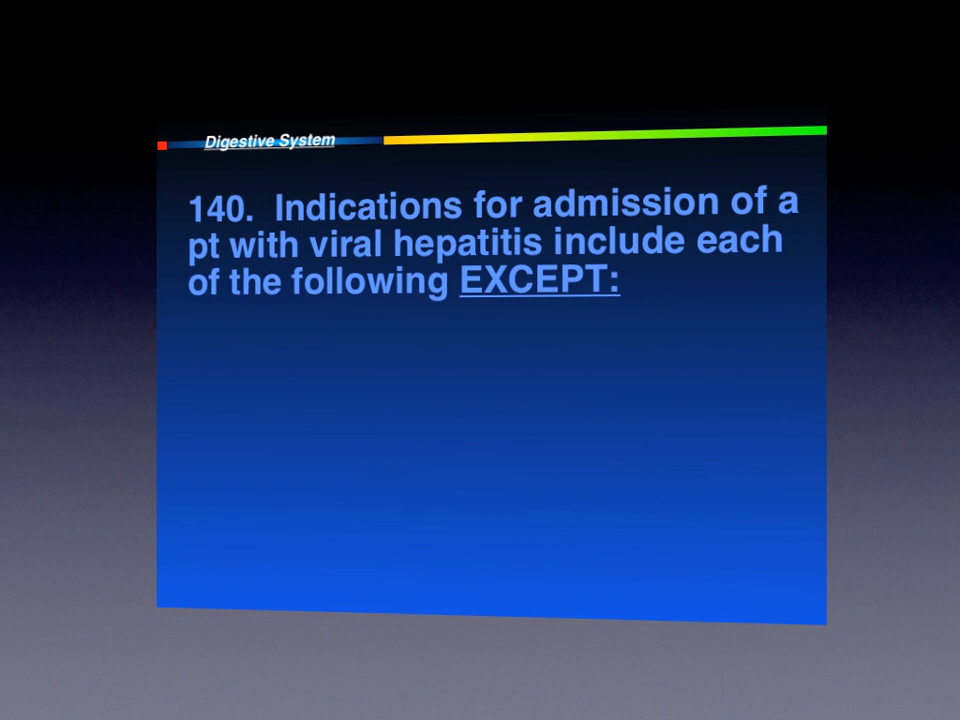 Digestive System
140. Indications for admission of a
pt with viral hepatitis include each
of the following EXCEPT: